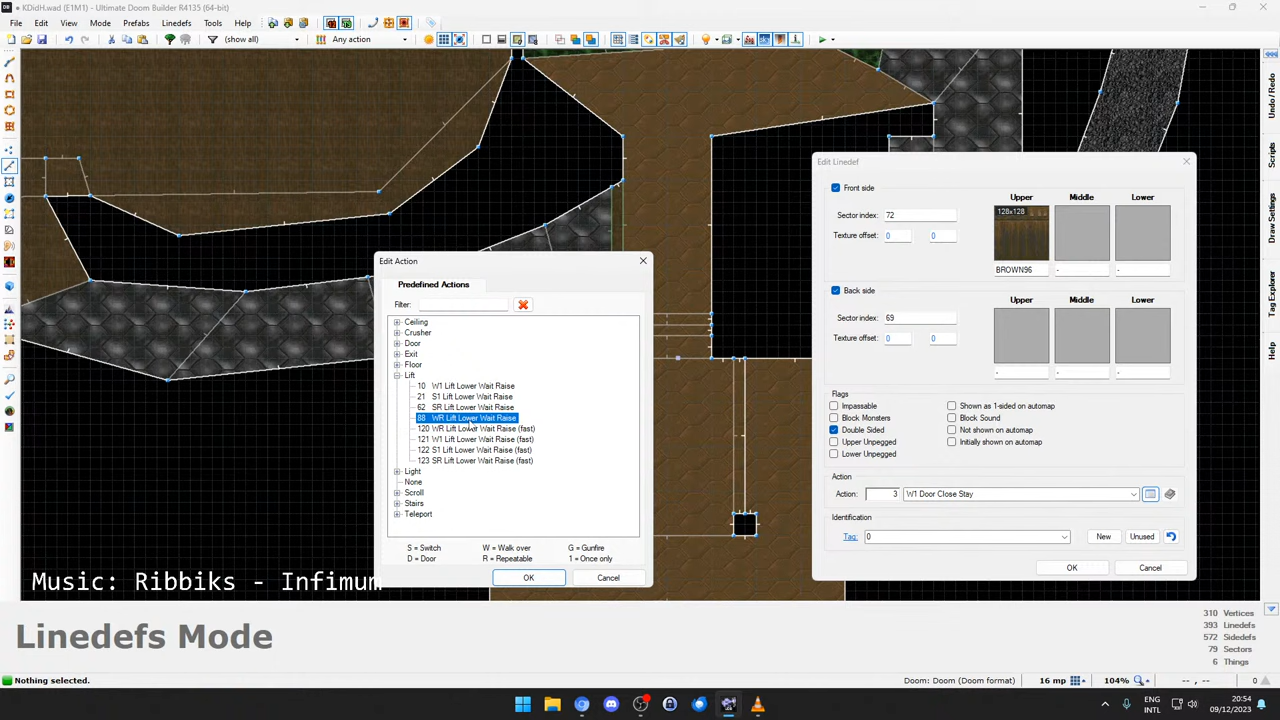 KDidH.wad (E1M1) - Ultimate Doom Builder R4135 (64-bit)
File Edit View Mode Prefabs Linedefs Tools Help
(show all) Any action
Edit Linedef
Front side
Upper Middle Lower
Sector index: 72
128x128
Texture offset: 0 0
BROWN96 - -
Back side
Upper Middle Lower
Sector index: 69
Texture offset: 0 0
- - -
Flags
Impassable Shown as 1-sided on automap
Block Monsters Block Sound
Double Sided Not shown on automap
Upper Unpegged Initially shown on automap
Lower Unpegged
Action
Action: 3 W1 Door Close Stay
Identification
Tag: 0 New Unused
OK Cancel
Edit Action
Predefined Actions
Filter:
Ceiling
Crusher
Door
Exit
Floor
Lift
10 W1 Lift Lower Wait Raise
21 S1 Lift Lower Wait Raise
62 SR Lift Lower Wait Raise
88 WR Lift Lower Wait Raise
120 WR Lift Lower Wait Raise (fast)
121 W1 Lift Lower Wait Raise (fast)
122 S1 Lift Lower Wait Raise (fast)
123 SR Lift Lower Wait Raise (fast)
Light
None
Scroll
Stairs
Teleport
S = Switch W = Walk over G = Gunfire
D = Door R = Repeatable 1 = Once only
OK Cancel
Undo / Redo
Scripts
Draw Settings
Tag Explorer
Help
Music: Ribbiks - Infimum
Linedefs Mode
310 Vertices
393 Linedefs
572 Sidedefs
79 Sectors
6 Things
Nothing selected.
Doom: Doom (Doom format) 16 mp 104% --, --
ENG
INTL
20:54
09/12/2023